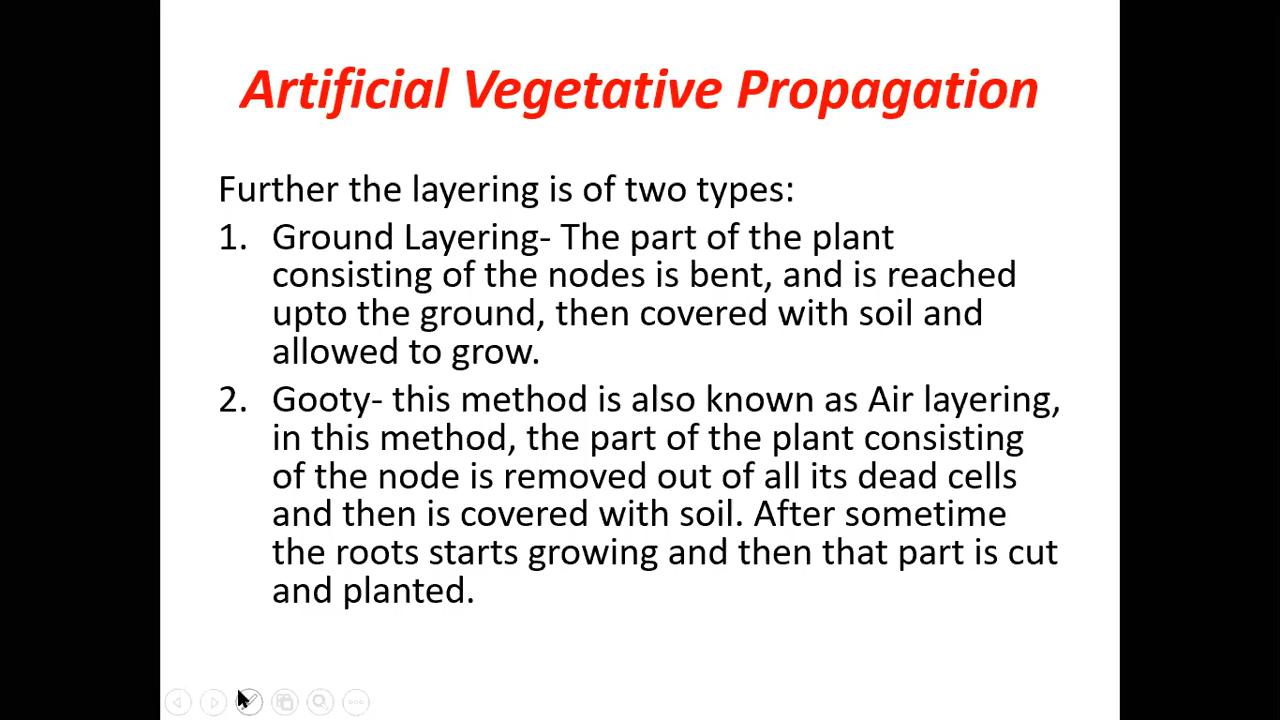 Artificial Vegetative Propagation
Further the layering is of two types:
1. Ground Layering- The part of the plant
consisting of the nodes is bent, and is reached
upto the ground, then covered with soil and
allowed to grow.
2. Gooty- this method is also known as Air layering,
in this method, the part of the plant consisting
of the node is removed out of all its dead cells
and then is covered with soil. After sometime
the roots starts growing and then that part is cut
and planted.